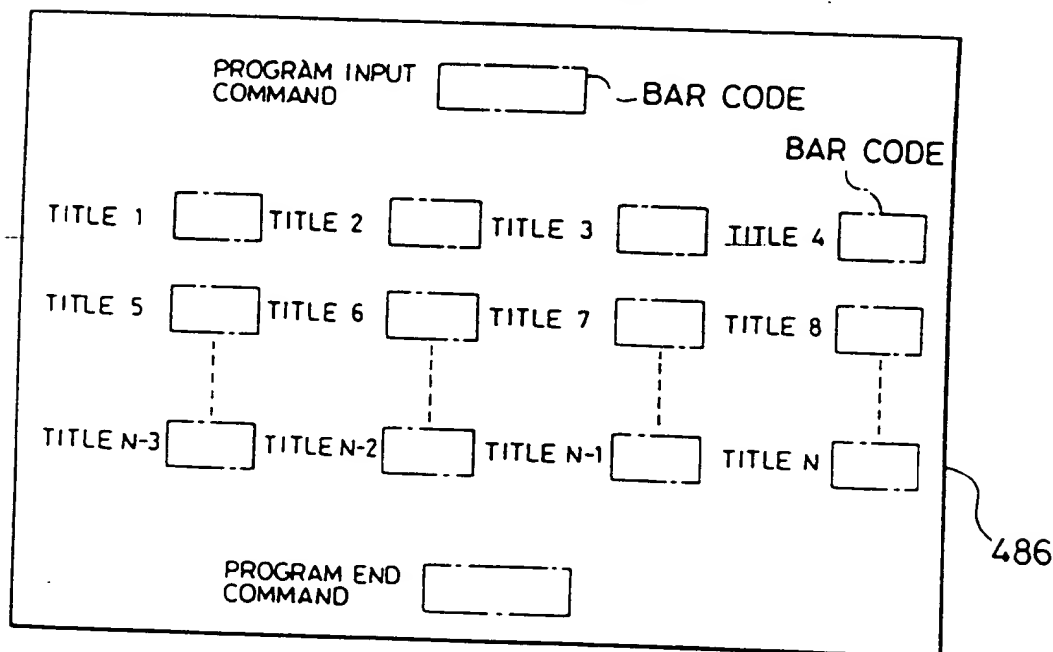 PROGRAM INPUT
COMMAND
BAR CODE
BAR CODE
TITLE 1 TITLE 2 TITLE 3 TITLE 4
TITLE 5 TITLE 6 TITLE 7 TITLE 8
TITLE N-3 TITLE N-2 TITLE N-1 TITLE N
486
PROGRAM END
COMMAND